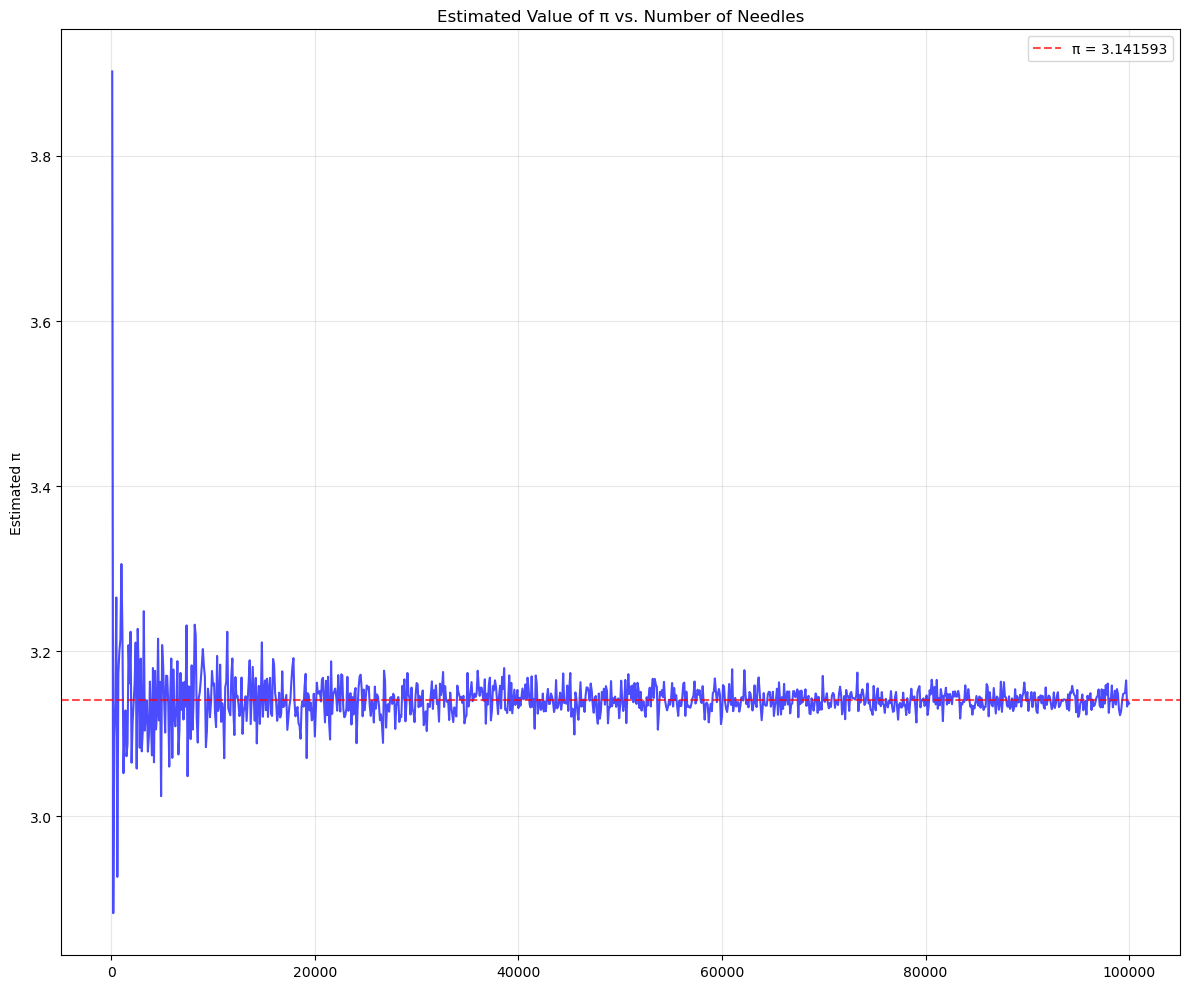 Estimated Value of π vs. Number of Needles
π = 3.141593
Estimated π
3.8
3.6
3.4
3.2
3.0
0 20000 40000 60000 80000 100000